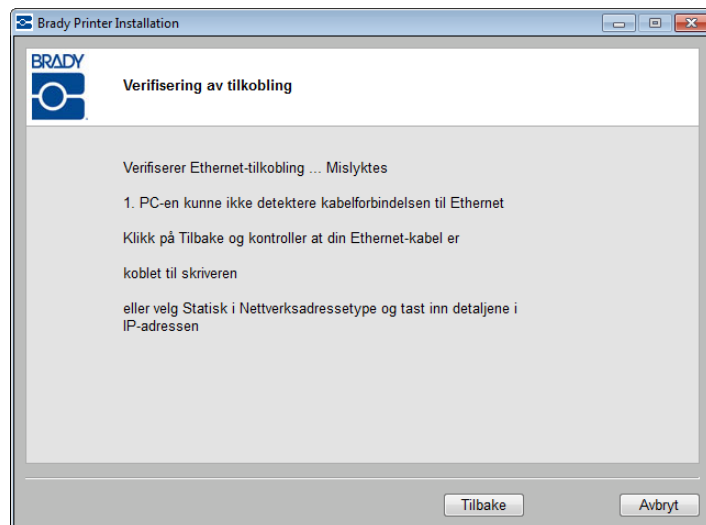 Brady Printer Installation
BRADY
Verifisering av tilkobling
Verifiserer Ethernet-tilkobling ... Mislyktes
1. PC-en kunne ikke detektere kabelforbindelsen til Ethernet
Klikk på Tilbake og kontroller at din Ethernet-kabel er
koblet til skriveren
eller velg Statisk i Nettverksadressetype og tast inn detaljene i
IP-adressen
Tilbake
Avbryt